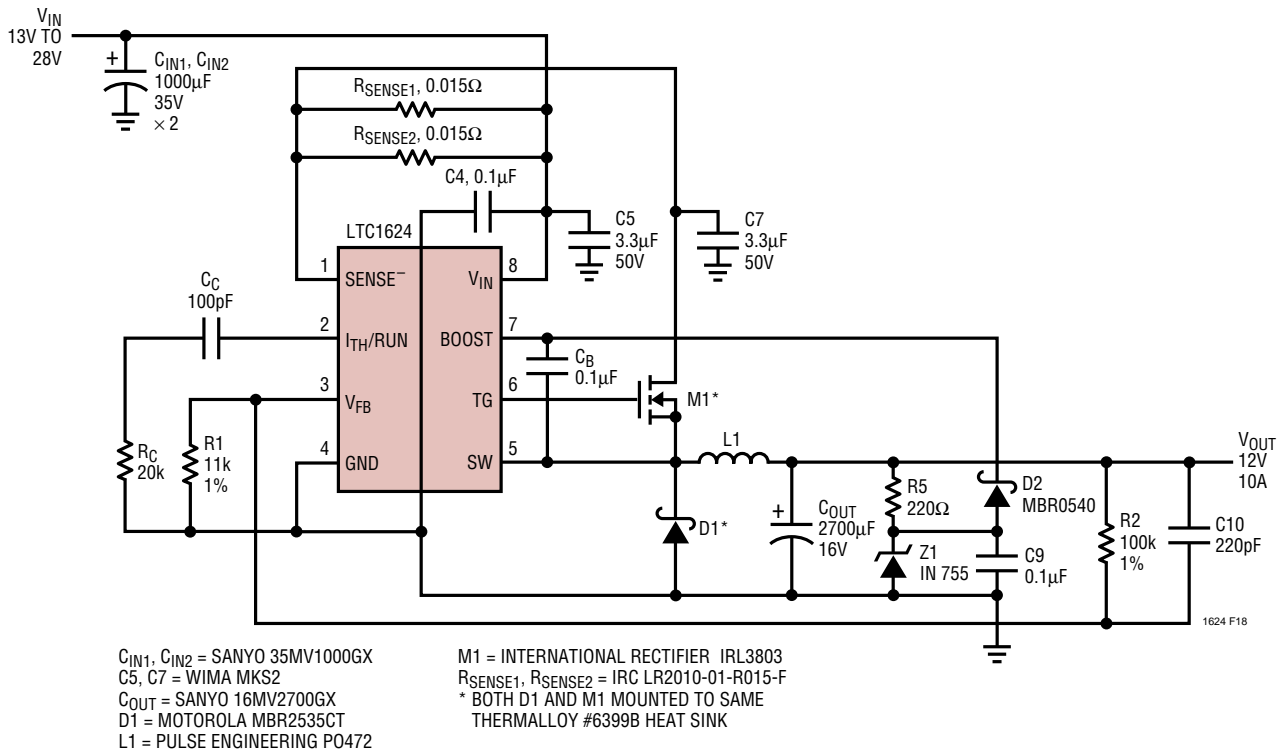 VIN
13V TO
28V
+
CIN1, CIN2
1000µF
35V
× 2
RSENSE1, 0.015Ω
RSENSE2, 0.015Ω
C4, 0.1µF
C5
3.3µF
50V
C7
3.3µF
50V
LTC1624
1
SENSE–
VIN
8
CC
100pF
2
ITH/RUN
BOOST
7
CB
0.1µF
3
VFB
TG
6
M1*
4
GND
SW
5
RC
20k
R1
11k
1%
L1
VOUT
12V
10A
D1*
+
COUT
2700µF
16V
R5
220Ω
D2
MBR0540
Z1
IN 755
C9
0.1µF
R2
100k
1%
C10
220pF
1624 F18
CIN1, CIN2 = SANYO 35MV1000GX
C5, C7 = WIMA MKS2
COUT = SANYO 16MV2700GX
D1 = MOTOROLA MBR2535CT
L1 = PULSE ENGINEERING PO472
M1 = INTERNATIONAL RECTIFIER IRL3803
RSENSE1, RSENSE2 = IRC LR2010-01-R015-F
* BOTH D1 AND M1 MOUNTED TO SAME
THERMALLOY #6399B HEAT SINK